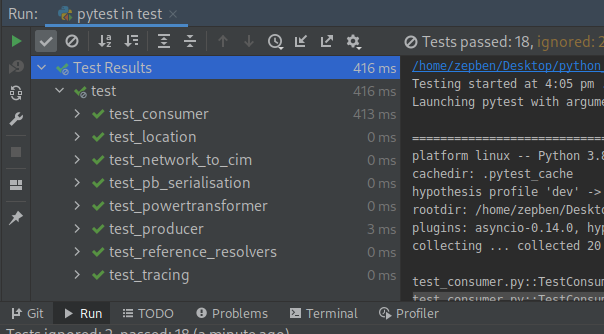 Run: pytest in test
Tests passed: 18, ignored: 2
Test Results 416 ms
test 416 ms
test_consumer 413 ms
test_location 0 ms
test_network_to_cim 0 ms
test_pb_serialisation 0 ms
test_powertransformer 0 ms
test_producer 3 ms
test_reference_resolvers 0 ms
test_tracing 0 ms
/home/zepben/Desktop/python_
Testing started at 4:05 pm
Launching pytest with argume
==============================
platform linux -- Python 3.8
cachedir: .pytest_cache
hypothesis profile 'dev' ->
rootdir: /home/zepben/Deskto
plugins: asyncio-0.14.0, hyp
collecting ... collected 20
test_consumer.py::TestConsum
test_consumer.py::TestConsum
Git Run TODO Problems Terminal Profiler
Tests ignored: 2, passed: 18 (a minute ago)